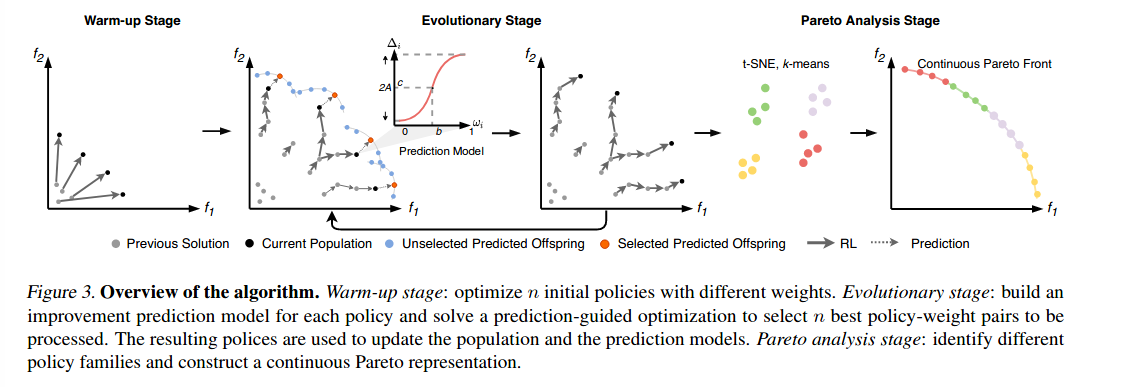 Warm-up Stage
Evolutionary Stage
Pareto Analysis Stage
f2
f1
f2
f1
Δi
2A
c
0
b
1
ωi
Prediction Model
f2
f1
t-SNE, k-means
f2
Continuous Pareto Front
f1
Previous Solution
Current Population
Unselected Predicted Offspring
Selected Predicted Offspring
RL
Prediction
Figure 3. Overview of the algorithm. Warm-up stage: optimize n initial policies with different weights. Evolutionary stage: build an
improvement prediction model for each policy and solve a prediction-guided optimization to select n best policy-weight pairs to be
processed. The resulting polices are used to update the population and the prediction models. Pareto analysis stage: identify different
policy families and construct a continuous Pareto representation.